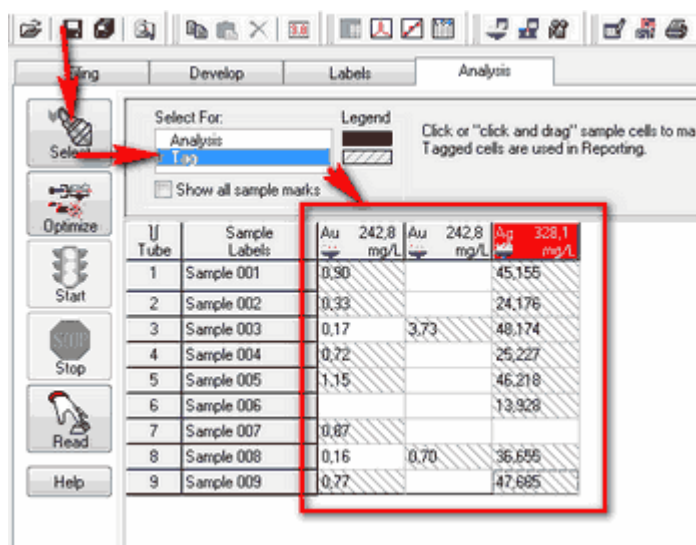 Develop
Labels
Analysis
Select
Optimize
Start
STOP
Stop
Read
Help
Select For:
Analysis
Tag
Show all sample marks
Legend
Click or "click and drag" sample cells to ma
Tagged cells are used in Reporting.
Tube Sample Labels Au 242,8 mg/L Au 242,8 mg/L Ag 328,1 mg/L
1 Sample 001 0,90 45,155
2 Sample 002 0,33 24,176
3 Sample 003 0,17 3,73 48,174
4 Sample 004 0,72 25,227
5 Sample 005 1,15 46,218
6 Sample 006 13,928
7 Sample 007 0,87
8 Sample 008 0,16 0,70 36,655
9 Sample 009 0,77 47,685